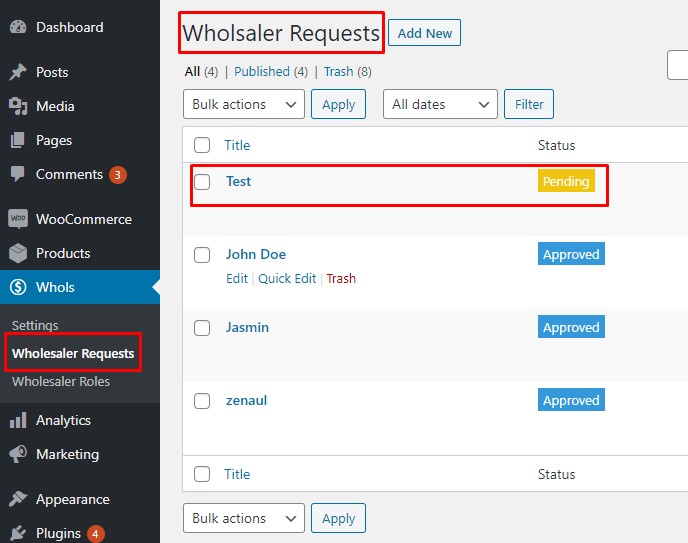 Dashboard
Posts
Media
Pages
Comments 3
WOO WooCommerce
Products
Whols
Settings
Wholesaler Requests
Wholesaler Roles
Analytics
Marketing
Appearance
Plugins 4
Wholsaler Requests Add New
All (4) | Published (4) | Trash (8)
Bulk actions Apply All dates Filter
Title Status
Test Pending
John Doe Approved
Edit | Quick Edit | Trash
Jasmin Approved
zenaul Approved
Title Status
Bulk actions Apply